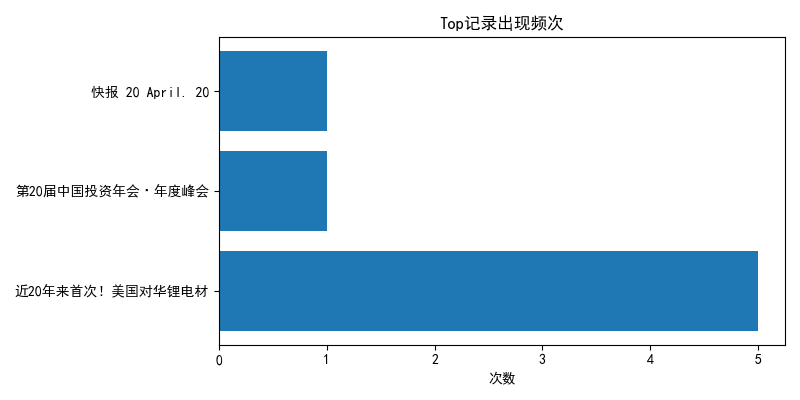 Top记录出现频次
快报 20 April. 20
第20届中国投资年会·年度峰会
近20年来首次！美国对华锂电材
0 1 2 3 4 5
次数